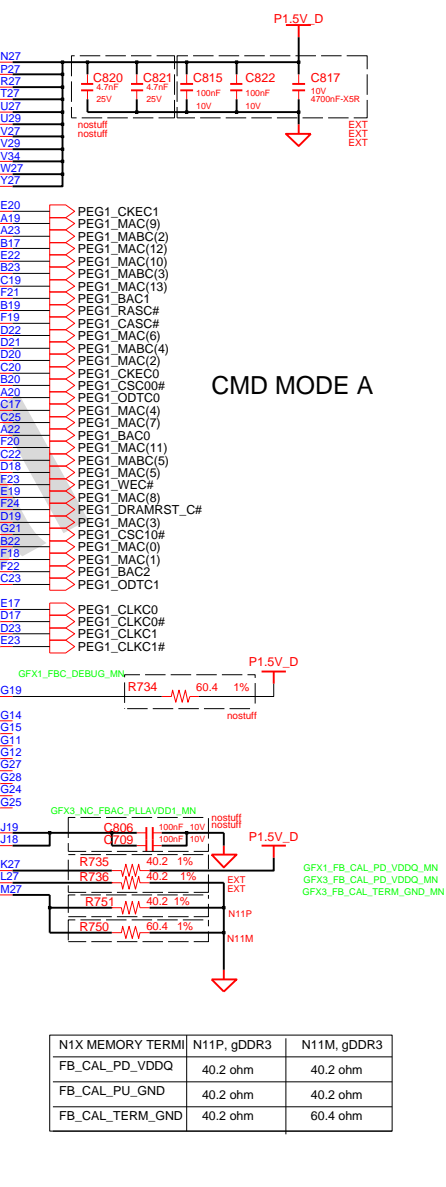 P1.5V_D
N27
P27
R27
T27
U27
U29
V27
V29
V34
W27
Y27
C820
4.7nF
25V
C821
4.7nF
25V
C815
100nF
10V
C822
100nF
10V
C817
10V
4700nF-X5R
nostuff
nostuff
EXT
EXT
EXT
E20 PEG1_CKEC1
A19 PEG1_MAC(9)
A23 PEG1_MABC(2)
B17 PEG1_MAC(12)
E22 PEG1_MAC(10)
B23 PEG1_MABC(3)
C19 PEG1_MAC(13)
F21 PEG1_BAC1
B19 PEG1_RASC#
F19 PEG1_CASC#
D22 PEG1_MAC(6)
D21 PEG1_MABC(4)
D20 PEG1_MAC(2)
C20 PEG1_CKEC0
B20 PEG1_CSC00#
A20 PEG1_ODTC0
C17 PEG1_MAC(4)
C25 PEG1_MAC(7)
A22 PEG1_BAC0
F20 PEG1_MAC(11)
C22 PEG1_MABC(5)
D18 PEG1_MAC(5)
F23 PEG1_WEC#
E19 PEG1_MAC(8)
F24 PEG1_DRAMRST_C#
D19 PEG1_MAC(3)
G21 PEG1_CSC10#
B22 PEG1_MAC(0)
F18 PEG1_MAC(1)
F22 PEG1_BAC2
C23 PEG1_ODTC1
CMD MODE A
E17 PEG1_CLKC0
D17 PEG1_CLKC0#
D23 PEG1_CLKC1
E23 PEG1_CLKC1#
P1.5V_D
GFX1_FBC_DEBUG_MN
G19
R734 60.4 1%
nostuff
G14
G15
G11
G12
G27
G28
G24
G25
GFX3_NC_FBAC_PLLAVDD1_MN
nostuff
nostuff
J19
C806 100nF 10V
J18
C709 100nF 10V
P1.5V_D
K27
R735 40.2 1%
L27
R736 40.2 1%
EXT
EXT
M27
R751 40.2 1%
N11P
R750 60.4 1%
N11M
GFX1_FB_CAL_PD_VDDQ_MN
GFX3_FB_CAL_PD_VDDQ_MN
GFX3_FB_CAL_TERM_GND_MN
N1X MEMORY TERMI N11P, gDDR3 N11M, gDDR3
FB_CAL_PD_VDDQ 40.2 ohm 40.2 ohm
FB_CAL_PU_GND 40.2 ohm 40.2 ohm
FB_CAL_TERM_GND 40.2 ohm 60.4 ohm